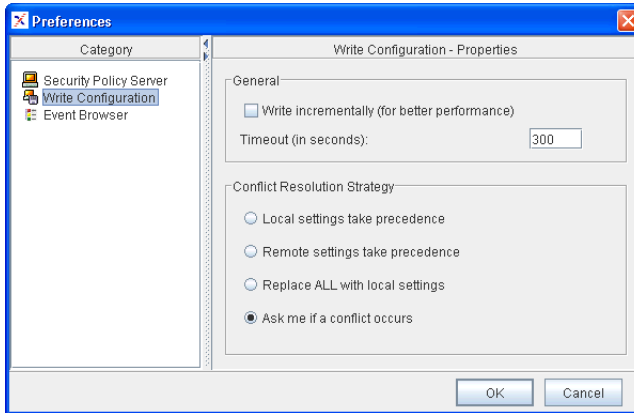 Preferences
Category
Security Policy Server
Write Configuration
Event Browser
Write Configuration - Properties
General
Write incrementally (for better performance)
Timeout (in seconds): 300
Conflict Resolution Strategy
Local settings take precedence
Remote settings take precedence
Replace ALL with local settings
Ask me if a conflict occurs
OK Cancel